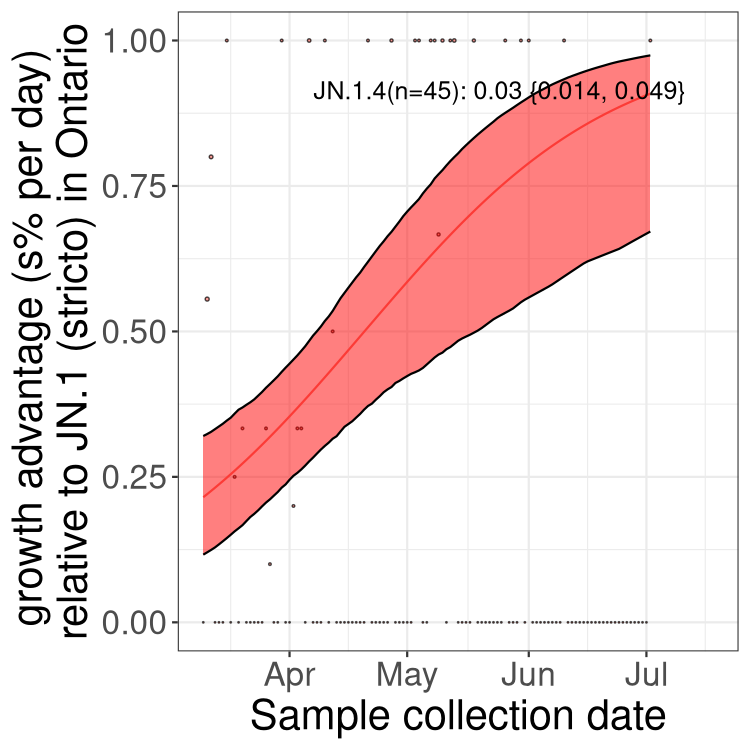 growth advantage (s% per day)
relative to JN.1 (stricto) in Ontario
1.00
0.75
0.50
0.25
0.00
JN.1.4(n=45): 0.03 {0.014, 0.049}
Apr May Jun Jul
Sample collection date